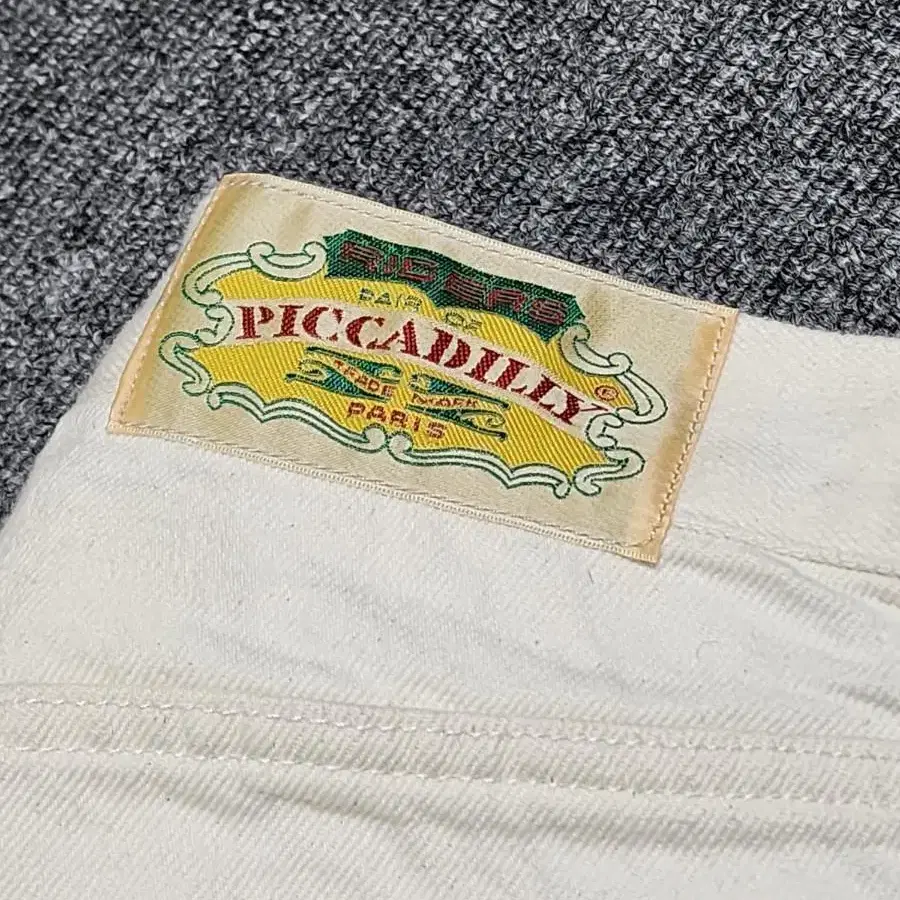 RIDERS
PAIR OF
PICCADILLY®
TRADE MARK
PARIS